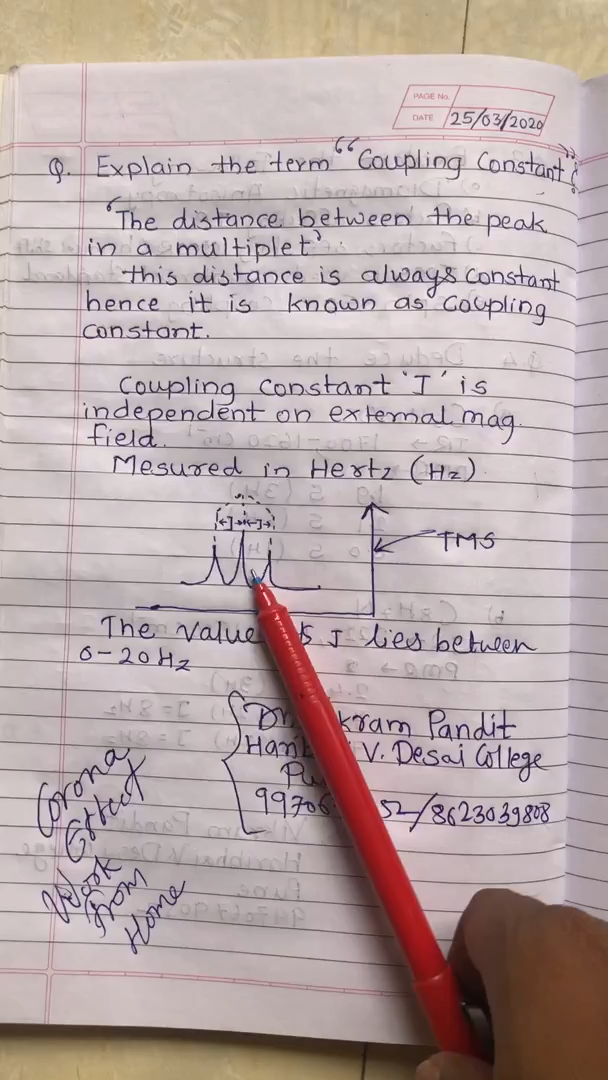 PAGE No.
DATE 25/03/2020
Q. Explain the term "Coupling Constant":
"The distance between the peak
in a multiplet".
this distance is always constant
hence it is known as Coupling
constant.
Coupling constant 'J' is
independent on external mag.
field.
Mesured in Hertz (Hz)
J J
TMS
The value J lies between
0-20Hz
Pandit
V. Desai College
52/8623039808
Corona
Effect
Work
From
Home